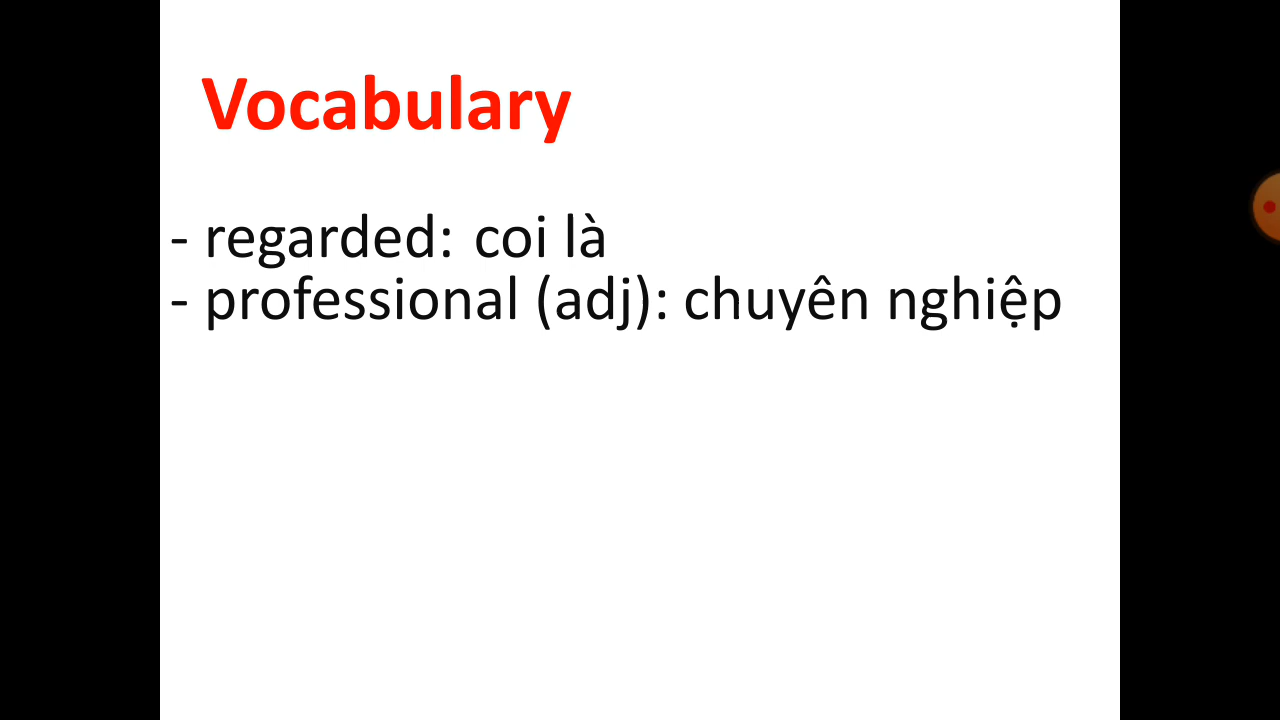 Vocabulary
- regarded: coi là
- professional (adj): chuyên nghiệp